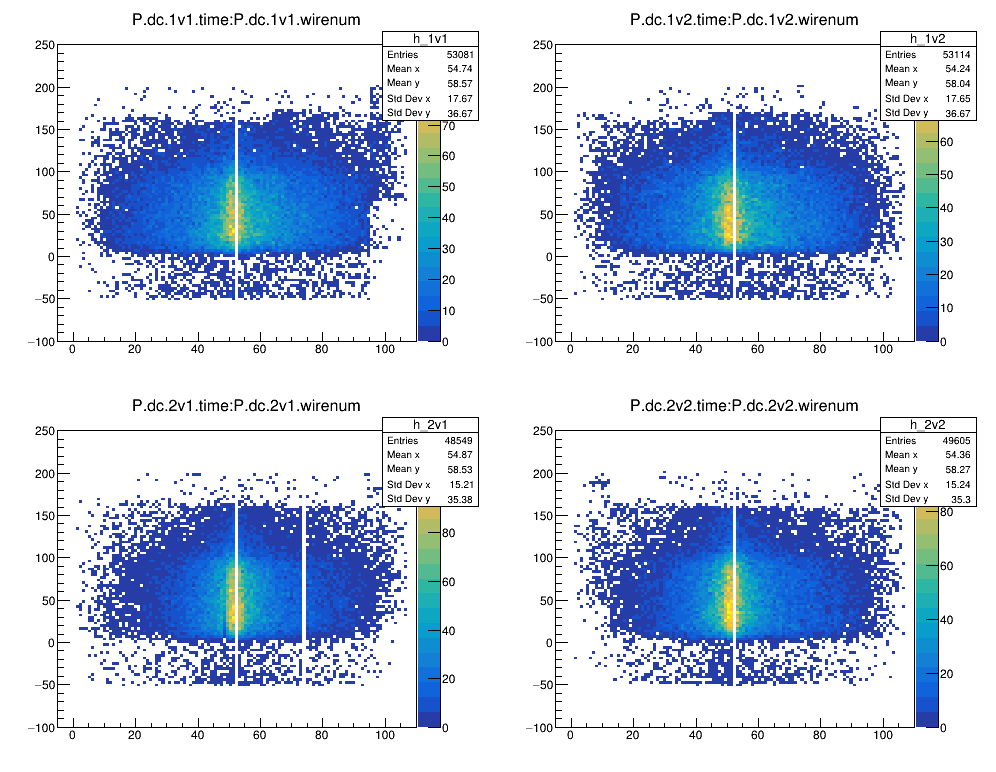 P.dc.1v1.time:P.dc.1v1.wirenum
h_1v1
Entries 53081
Mean x 54.74
Mean y 58.57
Std Dev x 17.67
Std Dev y 36.67
250
200
150
100
50
0
−50
−100
0 20 40 60 80 100
70
60
50
40
30
20
10
0
P.dc.1v2.time:P.dc.1v2.wirenum
h_1v2
Entries 53114
Mean x 54.24
Mean y 58.04
Std Dev x 17.65
Std Dev y 36.67
250
200
150
100
50
0
−50
−100
0 20 40 60 80 100
60
50
40
30
20
10
0
P.dc.2v1.time:P.dc.2v1.wirenum
h_2v1
Entries 48549
Mean x 54.87
Mean y 58.53
Std Dev x 15.21
Std Dev y 35.38
250
200
150
100
50
0
−50
−100
0 20 40 60 80 100
80
60
40
20
0
P.dc.2v2.time:P.dc.2v2.wirenum
h_2v2
Entries 49605
Mean x 54.36
Mean y 58.27
Std Dev x 15.24
Std Dev y 35.3
250
200
150
100
50
0
−50
−100
0 20 40 60 80 100
80
60
40
20
0